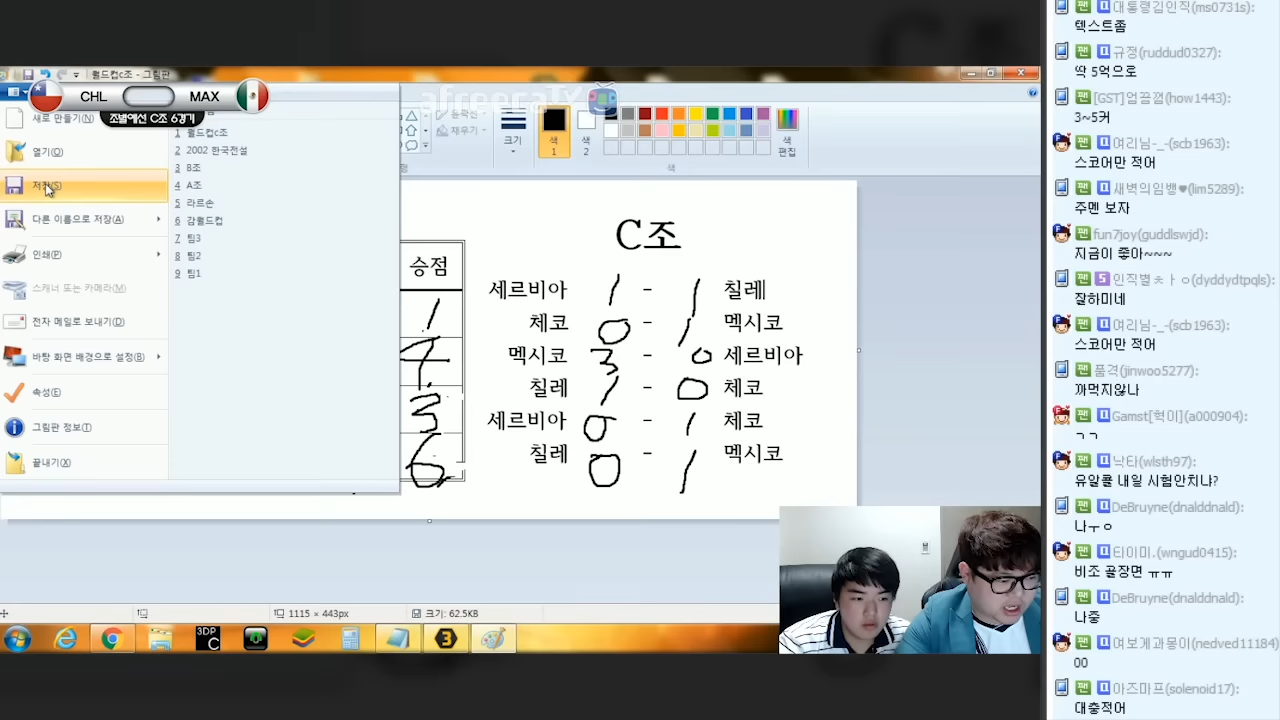 월드컵c조 - 그림판
CHL MAX
조별예선 C조 6경기
afreecaTV
새로 만들기(N)
열기(O)
저장(S)
다른 이름으로 저장(A)
인쇄(P)
스캐너 또는 카메라(M)
전자 메일로 보내기(D)
바탕 화면 배경으로 설정(B)
속성(E)
그림판 정보(T)
끝내기(X)
1 월드컵c조
2 2002 한국전설
3 B조
4 A조
5 라르손
6 감월드컵
7 팀3
8 팀2
9 팀1
윤곽선
채우기
크기
색 1
색 2
색 편집
색
승점
1
4
3
6
C조
세르비아 1 - 1 칠레
체코 0 - 1 멕시코
멕시코 3 - 0 세르비아
칠레 1 - 0 체코
세르비아 0 - 1 체코
칠레 0 - 1 멕시코
1115 × 443px
크기: 62.5KB
3DP
C
3
대통령김인직(ms0731s):
텍스트좀
규정(ruddud0327):
딱 5억으로
[GST]업끔껍(how1443):
3~5커
여리님-_-(scb1963):
스코어만 적어
새벽의임뱅♥(lim5289):
주멘 보자
fun7joy(guddlswjd):
지금이 좋아~~~
인직별ㅊㅏㅇ(dyddydtpqls):
잘하미네
여리님-_-(scb1963):
스코어만 적어
품격(jinwoo5277):
까먹지않나
Gamst[혁이](a000904):
ㄱㄱ
낙타(wlsth97):
유알콜 내일 시험안치냐?
DeBruyne(dnalddnald):
나ㅜㅇ
티이미.(wngud0415):
비조 골장면 ㅠㅠ
DeBruyne(dnalddnald):
나중
여보게과몽이(nedved11184)
00
아즈마프(solenoid17):
대충적어